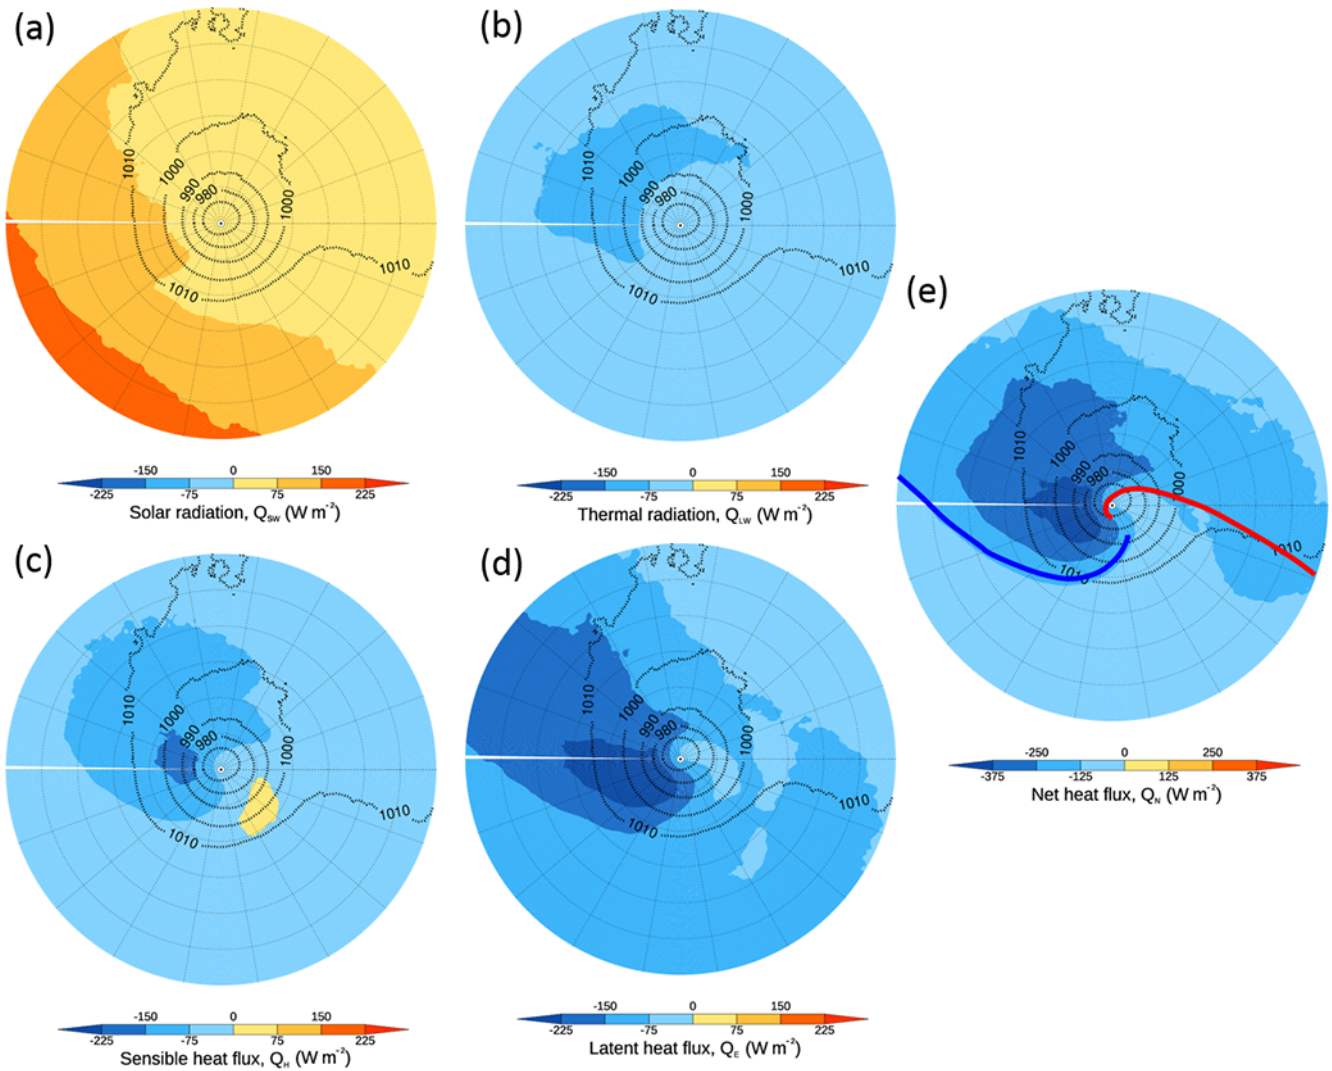 (a)
1010
1000
990
980
1000
1010
1010
-150 0 150
-225 -75 75 225
Solar radiation, QSW (W m-2)
(b)
1010
1000
990
980
1000
1010
1010
-150 0 150
-225 -75 75 225
Thermal radiation, QLW (W m-2)
(c)
1010
1000
990
980
1000
1010
1010
-150 0 150
-225 -75 75 225
Sensible heat flux, QH (W m-2)
(d)
1010
1000
990
980
1000
1010
1010
-150 0 150
-225 -75 75 225
Latent heat flux, QE (W m-2)
(e)
1010
1000
990
980
000
1010
1010
-250 0 250
-375 -125 125 375
Net heat flux, QN (W m-2)